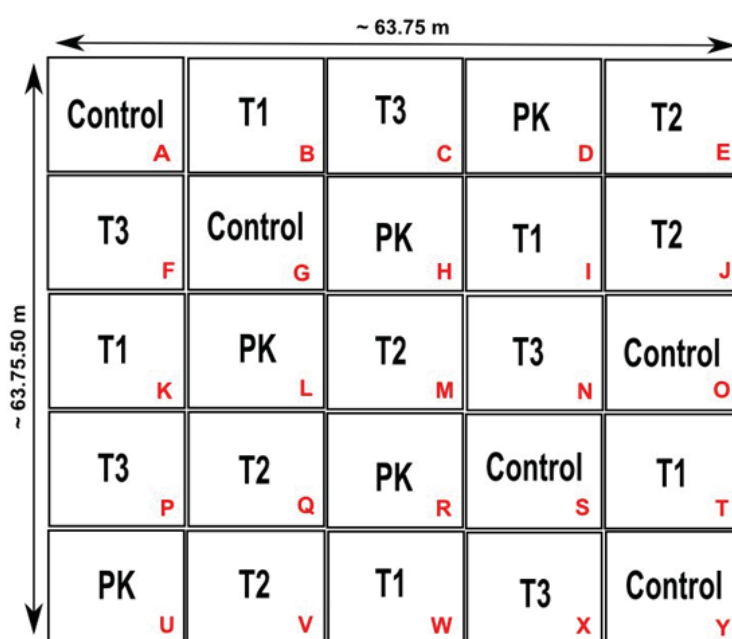 ~ 63.75 m
~ 63.75.50 m
Control A
T1 B
T3 C
PK D
T2 E
T3 F
Control G
PK H
T1 I
T2 J
T1 K
PK L
T2 M
T3 N
Control O
T3 P
T2 Q
PK R
Control S
T1 T
PK U
T2 V
T1 W
T3 X
Control Y